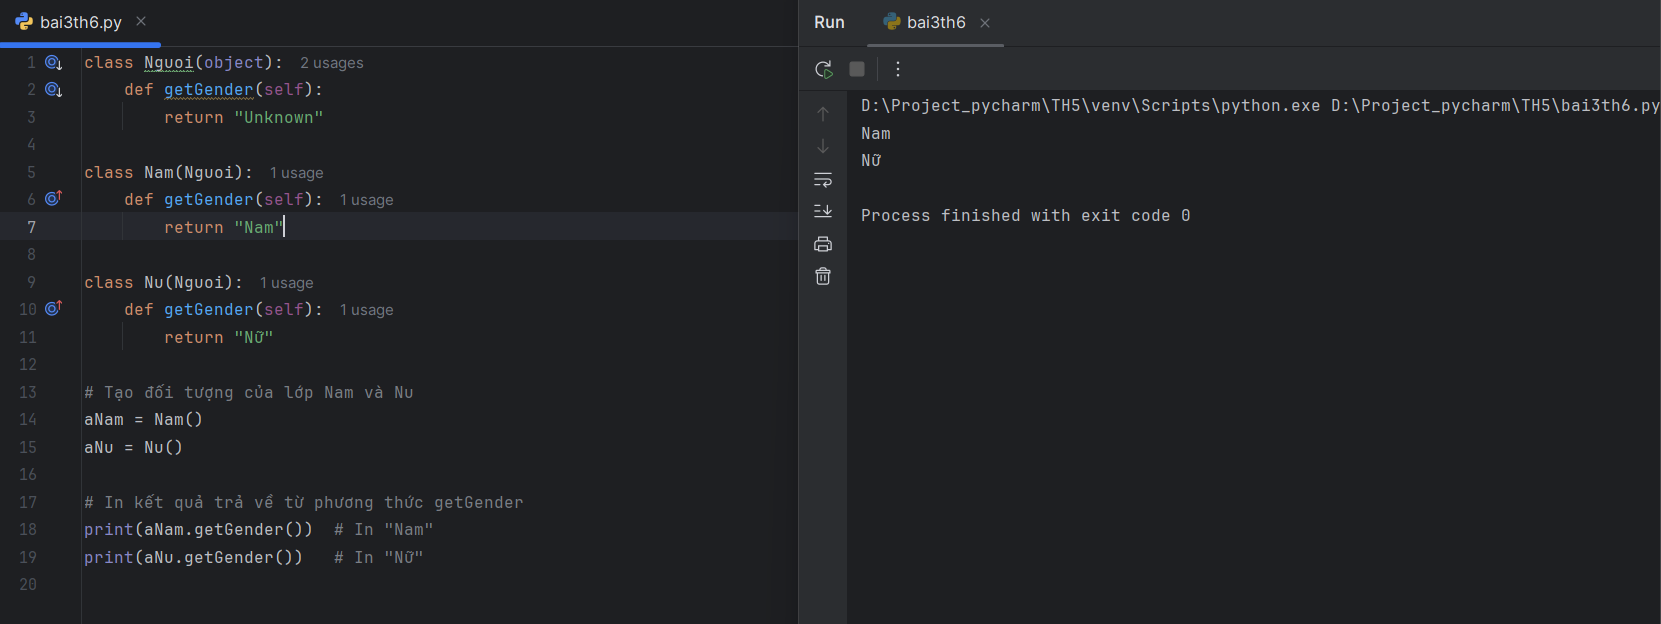 bai3th6.py
1 class Nguoi(object): 2 usages
2 def getGender(self):
3 return "Unknown"
4
5 class Nam(Nguoi): 1 usage
6 def getGender(self): 1 usage
7 return "Nam"
8
9 class Nu(Nguoi): 1 usage
10 def getGender(self): 1 usage
11 return "Nữ"
12
13 # Tạo đối tượng của lớp Nam và Nu
14 aNam = Nam()
15 aNu = Nu()
16
17 # In kết quả trả về từ phương thức getGender
18 print(aNam.getGender()) # In "Nam"
19 print(aNu.getGender()) # In "Nữ"
20
Run bai3th6
D:\Project_pycharm\TH5\venv\Scripts\python.exe D:\Project_pycharm\TH5\bai3th6.py
Nam
Nữ
Process finished with exit code 0